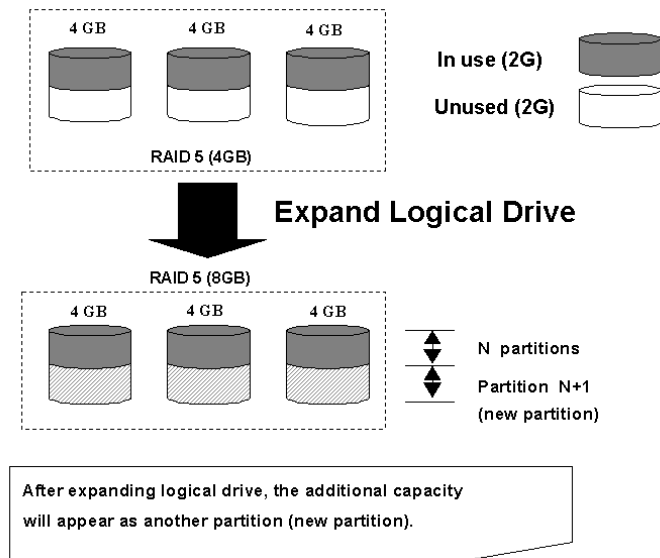 4 GB 4 GB 4 GB
In use (2G)
Unused (2G)
RAID 5 (4GB)
Expand Logical Drive
RAID 5 (8GB)
4 GB 4 GB 4 GB
N partitions
Partition N+1
(new partition)
After expanding logical drive, the additional capacity
will appear as another partition (new partition).